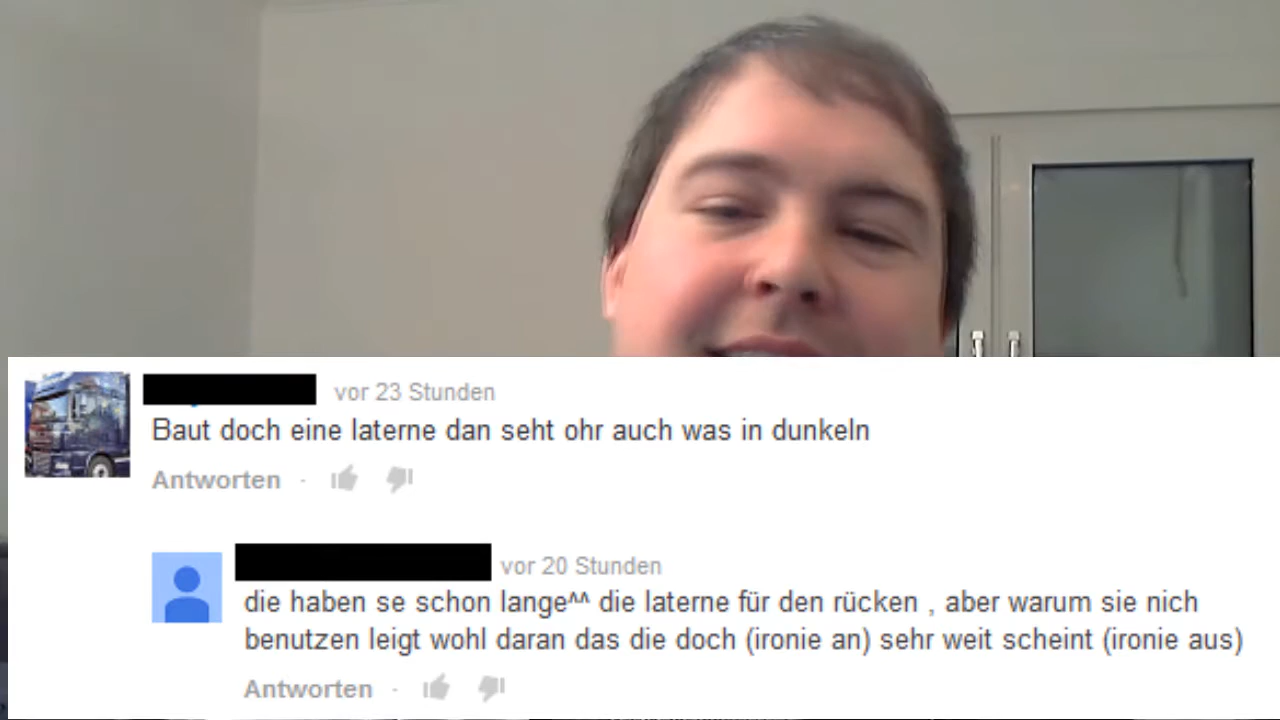 vor 23 Stunden
Baut doch eine laterne dan seht ohr auch was in dunkeln
Antworten ·
vor 20 Stunden
die haben se schon lange^^ die laterne für den rücken , aber warum sie nich
benutzen leigt wohl daran das die doch (ironie an) sehr weit scheint (ironie aus)
Antworten ·